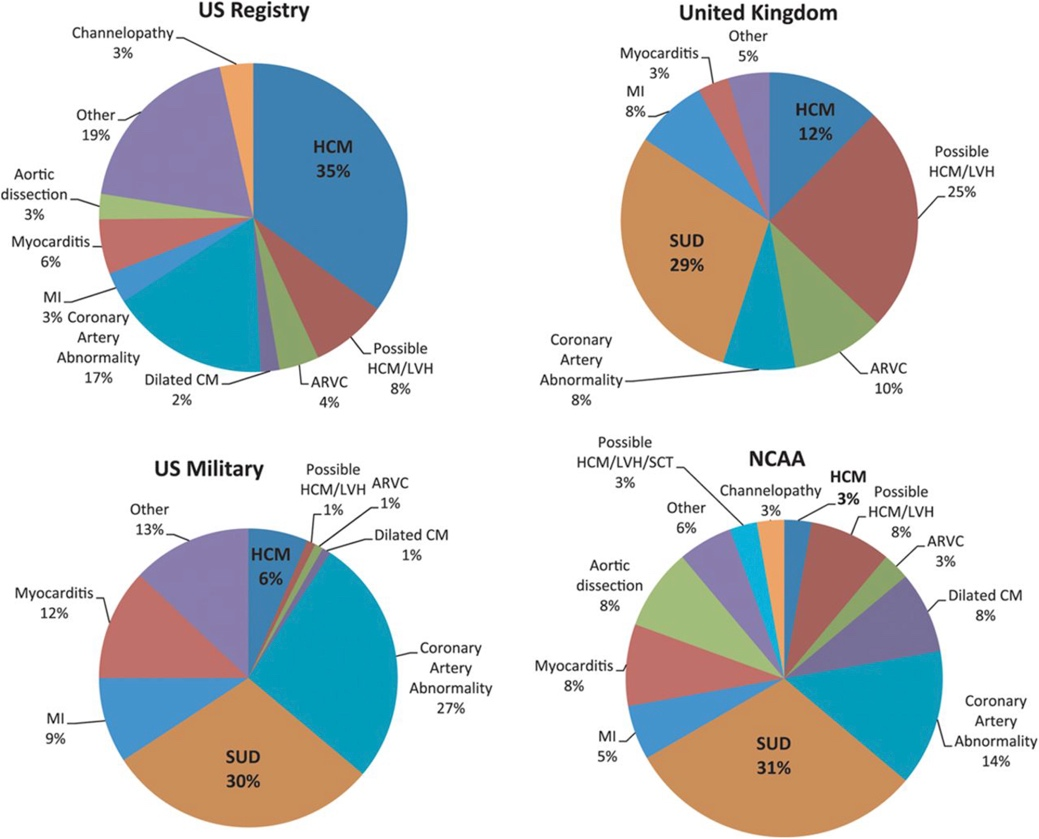 US Registry
Channelopathy
3%
Other
19%
Aortic
dissection
3%
Myocarditis
6%
MI
3%
Coronary
Artery
Abnormality
17%
Dilated CM
2%
ARVC
4%
Possible
HCM/LVH
8%
HCM
35%
United Kingdom
Other
5%
Myocarditis
3%
MI
8%
HCM
12%
Possible
HCM/LVH
25%
SUD
29%
Coronary
Artery
Abnormality
8%
ARVC
10%
US Military
Other
13%
Possible
HCM/LVH
1%
ARVC
1%
Dilated CM
1%
HCM
6%
Myocarditis
12%
Coronary
Artery
Abnormality
27%
MI
9%
SUD
30%
NCAA
Possible
HCM/LVH/SCT
3%
Channelopathy
3%
HCM
3%
Possible
HCM/LVH
8%
Other
6%
ARVC
3%
Aortic
dissection
8%
Dilated CM
8%
Myocarditis
8%
Coronary
Artery
Abnormality
14%
MI
5%
SUD
31%